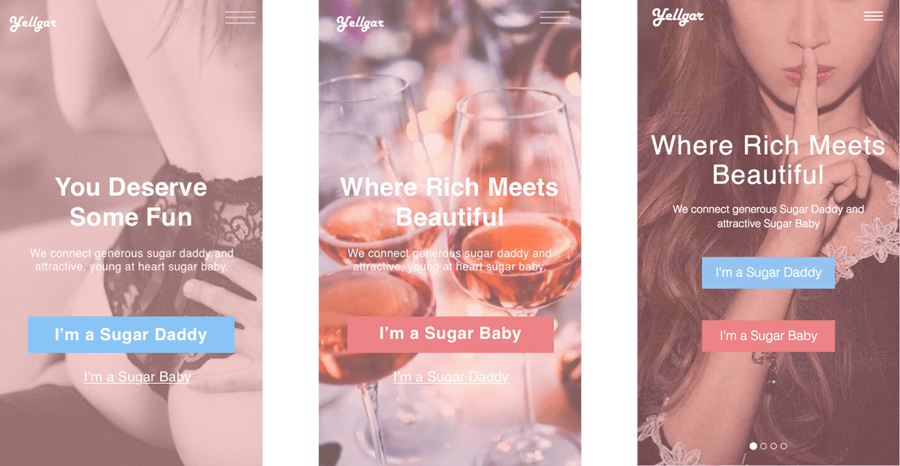 Yellgar
You Deserve
Some Fun
We connect generous sugar daddy and
attractive, young at heart sugar baby.
I'm a Sugar Daddy
I'm a Sugar Baby
Yellgar
Where Rich Meets
Beautiful
We connect generous sugar daddy and
attractive, young at heart sugar baby.
I'm a Sugar Baby
I'm a Sugar Daddy
Yellgar
Where Rich Meets
Beautiful
We connect generous Sugar Daddy and
attractive Sugar Baby
I'm a Sugar Daddy
I'm a Sugar Baby